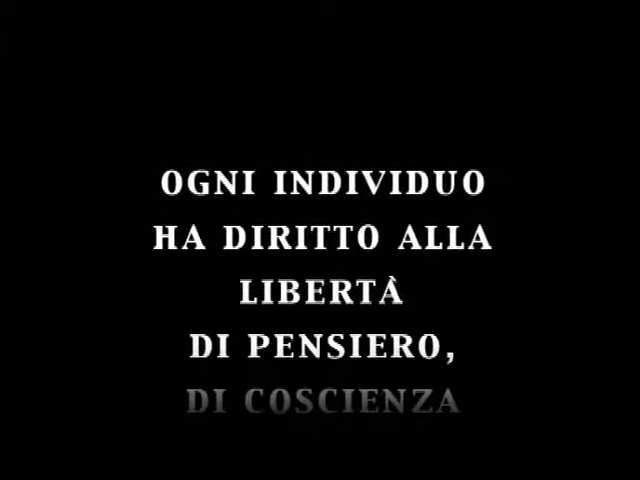 OGNI INDIVIDUO
HA DIRITTO ALLA
LIBERTÀ
DI PENSIERO,
DI COSCIENZA